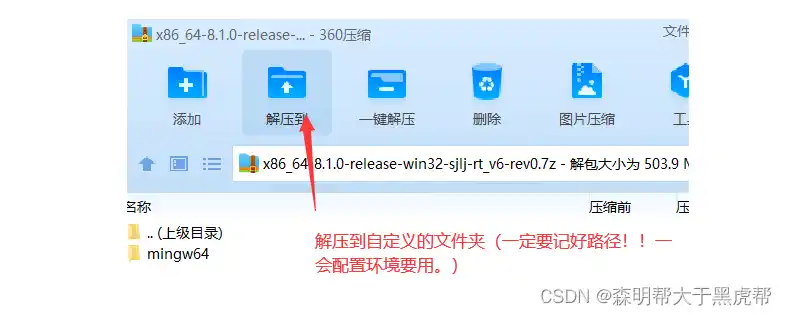 x86_64-8.1.0-release-... - 360压缩
文件
添加
解压到
一键解压
删除
图片压缩
工
x86_64-8.1.0-release-win32-sjlj-rt_v6-rev0.7z - 解包大小为 503.9 M
名称
压缩前
压
.. (上级目录)
mingw64
解压到自定义的文件夹（一定要记好路径！！一
会配置环境要用。）
CSDN @森明帮大于黑虎帮